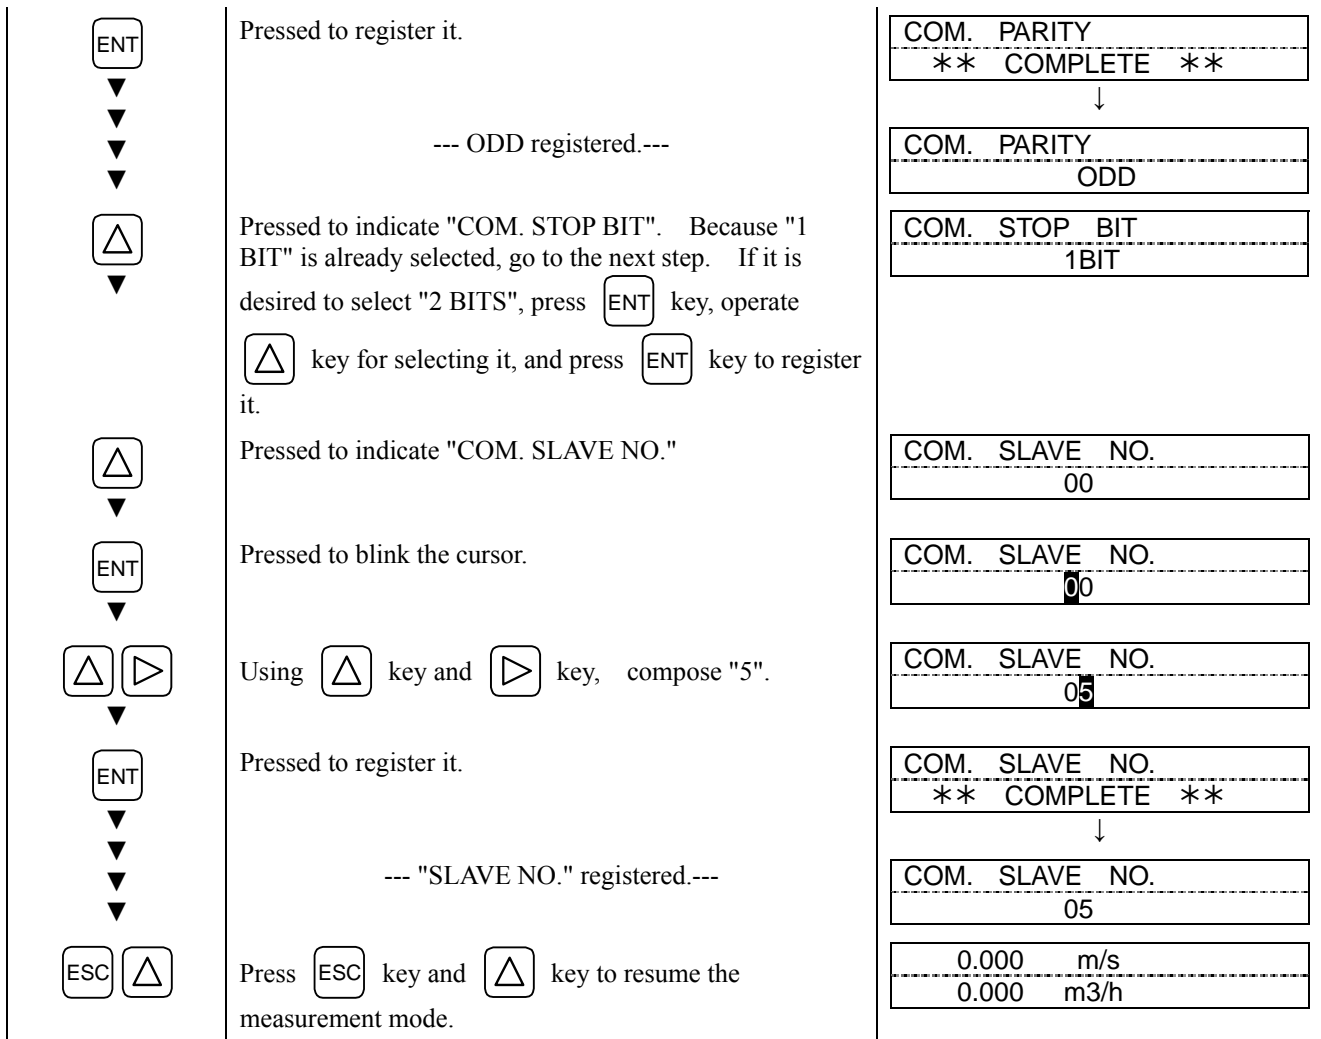 ENT
Pressed to register it.
COM. PARITY
** COMPLETE **
↓
--- ODD registered.---
COM. PARITY
ODD
△
Pressed to indicate "COM. STOP BIT". Because "1
BIT" is already selected, go to the next step. If it is
desired to select "2 BITS", press ENT key, operate
△ key for selecting it, and press ENT key to register
it.
COM. STOP BIT
1BIT
△
Pressed to indicate "COM. SLAVE NO."
COM. SLAVE NO.
00
ENT
Pressed to blink the cursor.
COM. SLAVE NO.
00
△ ▷
Using △ key and ▷ key, compose "5".
COM. SLAVE NO.
05
ENT
Pressed to register it.
COM. SLAVE NO.
** COMPLETE **
↓
--- "SLAVE NO." registered.---
COM. SLAVE NO.
05
ESC △
Press ESC key and △ key to resume the
measurement mode.
0.000 m/s
0.000 m3/h